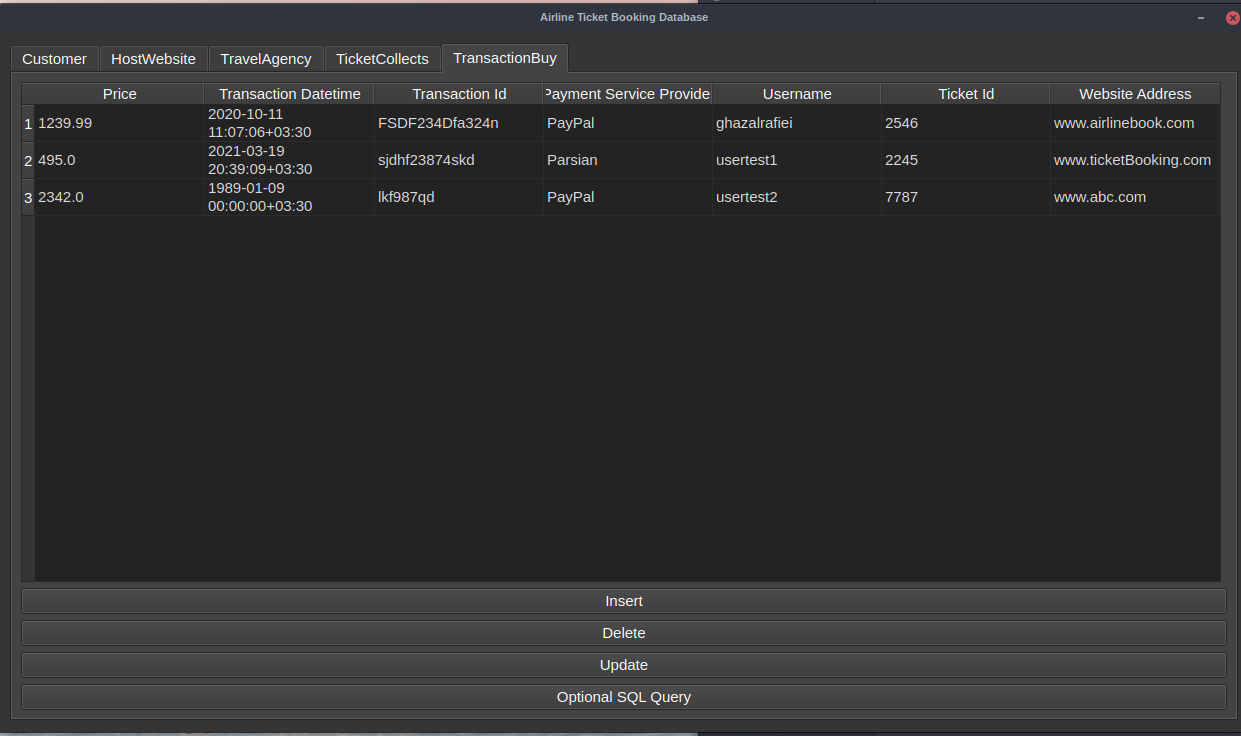 Airline Ticket Booking Database
Customer HostWebsite TravelAgency TicketCollects TransactionBuy
Price Transaction Datetime Transaction Id Payment Service Provide Username Ticket Id Website Address
1 1239.99 2020-10-11 11:07:06+03:30 FSDF234Dfa324n PayPal ghazalrafiei 2546 www.airlinebook.com
2 495.0 2021-03-19 20:39:09+03:30 sjdhf23874skd Parsian usertest1 2245 www.ticketBooking.com
3 2342.0 1989-01-09 00:00:00+03:30 lkf987qd PayPal usertest2 7787 www.abc.com
Insert
Delete
Update
Optional SQL Query